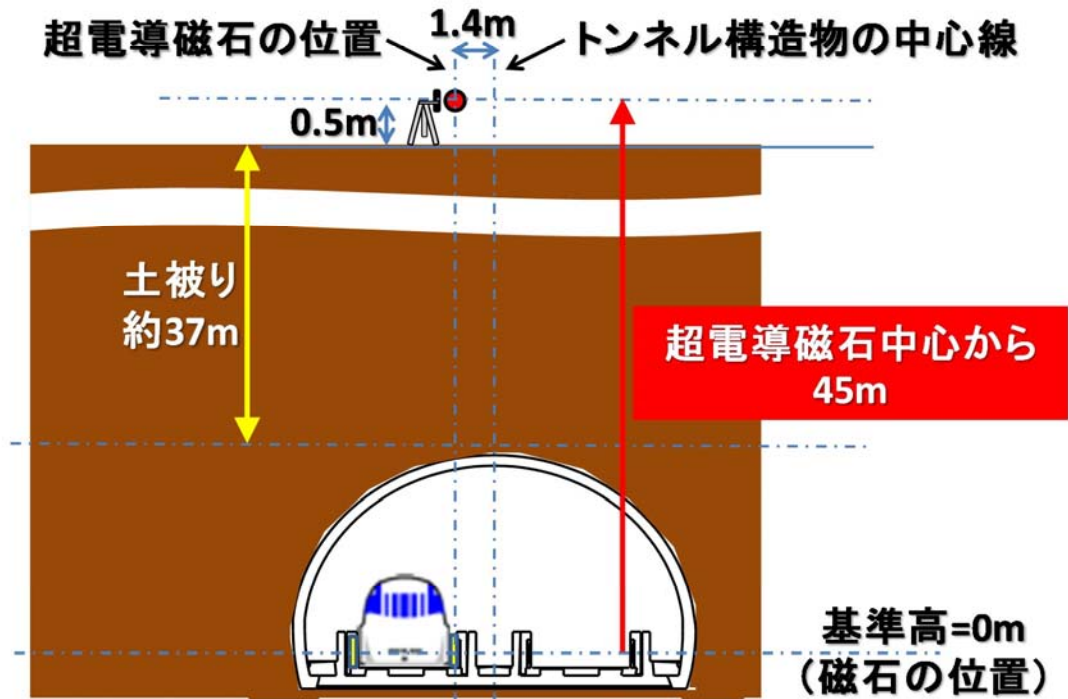 超電導磁石の位置
1.4m
トンネル構造物の中心線
0.5m
土被り
約37m
超電導磁石中心から
45m
基準高=0m
(磁石の位置)